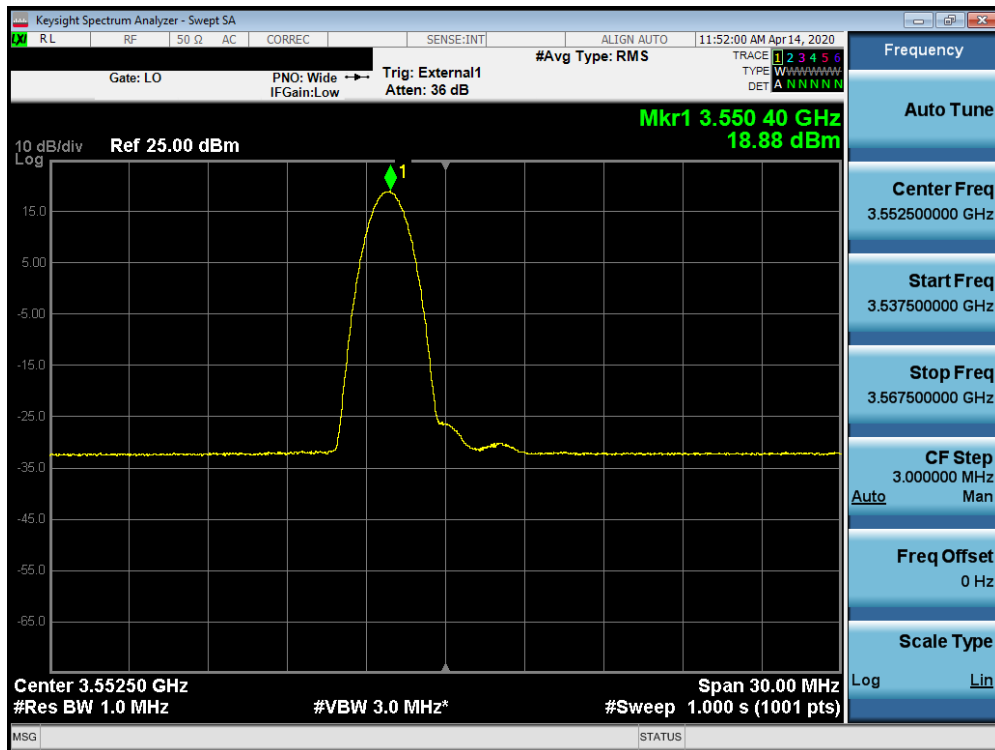 Keysight Spectrum Analyzer - Swept SA
LXI RL RF 50 Ω AC CORREC SENSE:INT ALIGN AUTO 11:52:00 AM Apr 14, 2020
#Avg Type: RMS TRACE 1 2 3 4 5 6
Gate: LO PNO: Wide Trig: External1 TYPE WWWWWWW
IFGain:Low Atten: 36 dB DET A N N N N N
Mkr1 3.550 40 GHz
18.88 dBm
10 dB/div Ref 25.00 dBm
Log
1
15.0
5.00
-5.00
-15.0
-25.0
-35.0
-45.0
-55.0
-65.0
Center 3.55250 GHz Span 30.00 MHz
#Res BW 1.0 MHz #VBW 3.0 MHz* #Sweep 1.000 s (1001 pts)
MSG STATUS
Frequency
Auto Tune
Center Freq
3.552500000 GHz
Start Freq
3.537500000 GHz
Stop Freq
3.567500000 GHz
CF Step
3.000000 MHz
Auto Man
Freq Offset
0 Hz
Scale Type
Log Lin